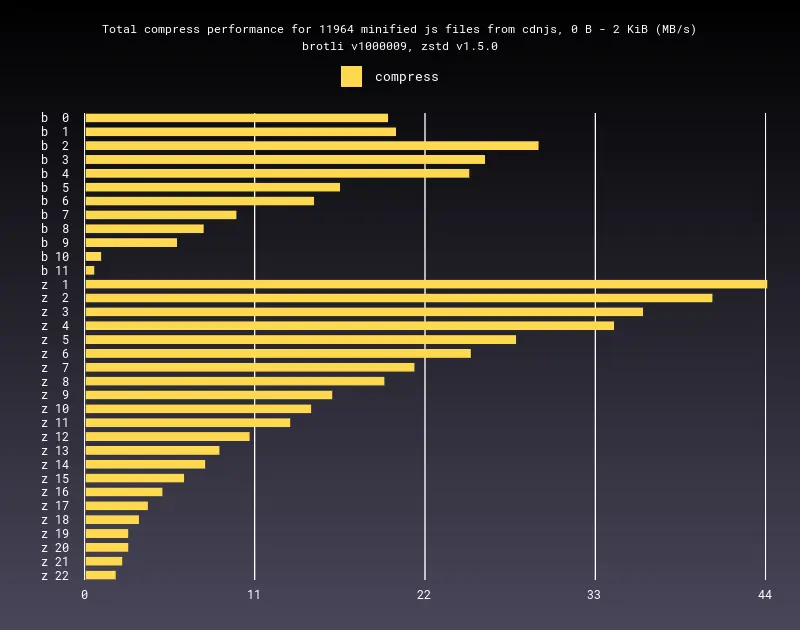 Total compress performance for 11964 minified js files from cdnjs, 0 B - 2 KiB (MB/s)
brotli v1000009, zstd v1.5.0
compress
b 0
b 1
b 2
b 3
b 4
b 5
b 6
b 7
b 8
b 9
b 10
b 11
z 1
z 2
z 3
z 4
z 5
z 6
z 7
z 8
z 9
z 10
z 11
z 12
z 13
z 14
z 15
z 16
z 17
z 18
z 19
z 20
z 21
z 22
0 11 22 33 44